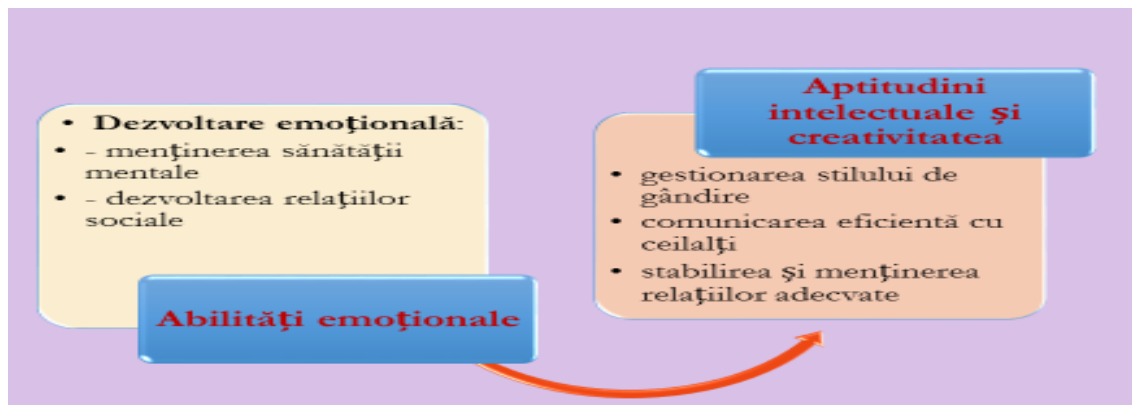 • Dezvoltare emoţională:
• - menţinerea sănătăţii
mentale
• - dezvoltarea relaţiilor
sociale
Abilităţi emoţionale
Aptitudini
intelectuale şi
creativitatea
• gestionarea stilului de
gândire
• comunicarea eficientă cu
ceilalţi
• stabilirea şi menţinerea
relaţiilor adecvate